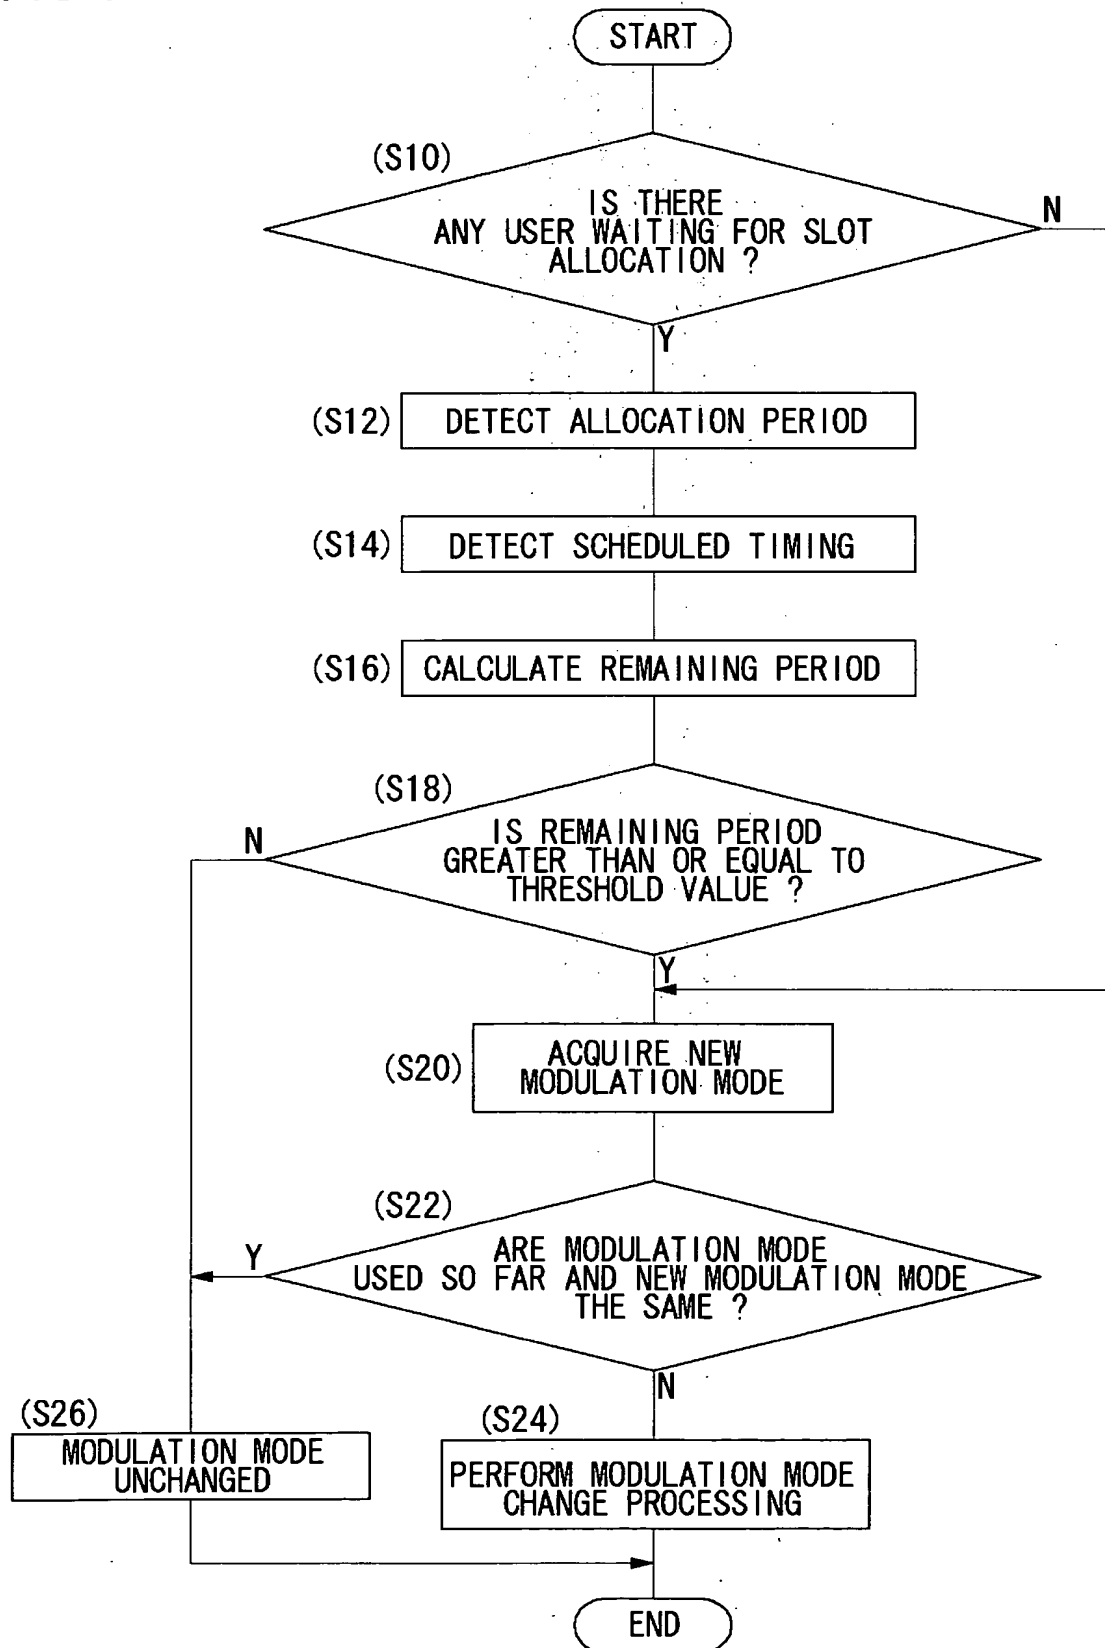 START
(S10)
IS THERE
ANY USER WAITING FOR SLOT
ALLOCATION ?
N
Y
(S12)
DETECT ALLOCATION PERIOD
(S14)
DETECT SCHEDULED TIMING
(S16)
CALCULATE REMAINING PERIOD
(S18)
N
IS REMAINING PERIOD
GREATER THAN OR EQUAL TO
THRESHOLD VALUE ?
Y
(S20)
ACQUIRE NEW
MODULATION MODE
(S22)
Y
ARE MODULATION MODE
USED SO FAR AND NEW MODULATION MODE
THE SAME ?
N
(S26)
MODULATION MODE
UNCHANGED
(S24)
PERFORM MODULATION MODE
CHANGE PROCESSING
END